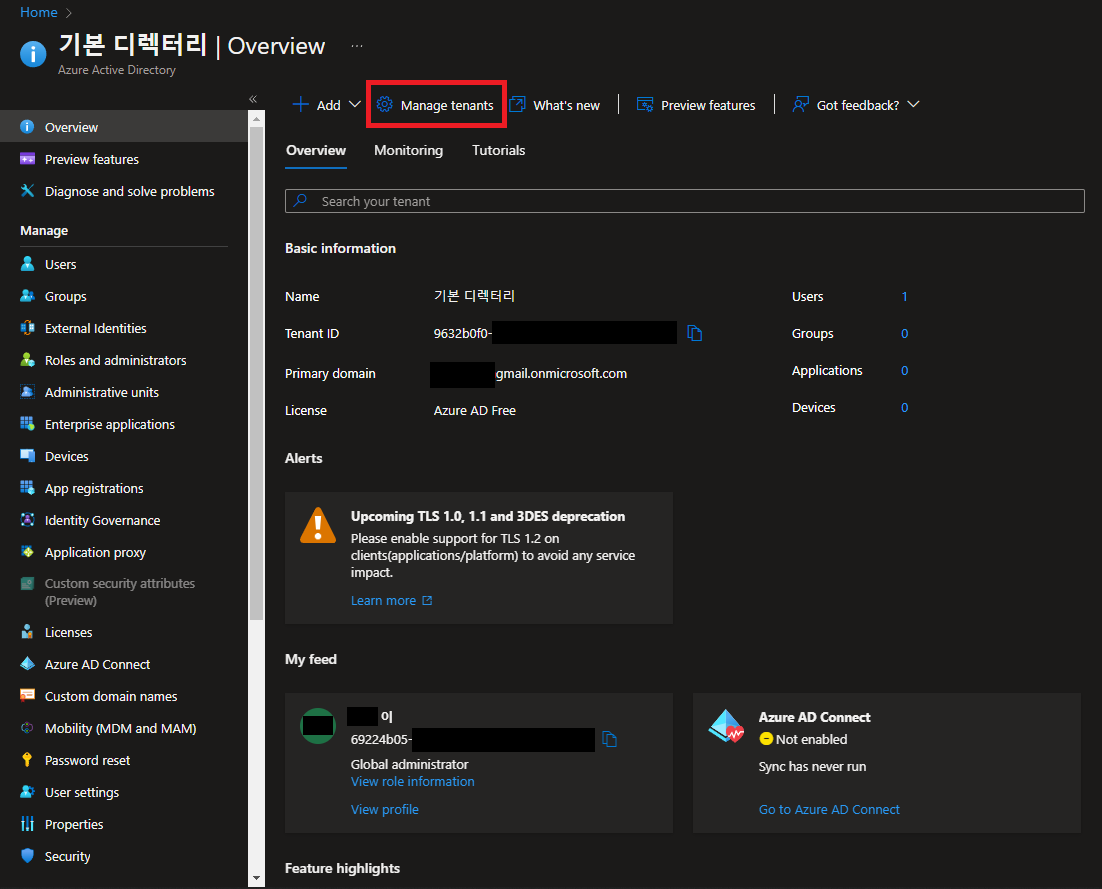 Home >
기본 디렉터리 | Overview ...
Azure Active Directory
«
Overview
Preview features
Diagnose and solve problems
Manage
Users
Groups
External Identities
Roles and administrators
Administrative units
Enterprise applications
Devices
App registrations
Identity Governance
Application proxy
Custom security attributes
(Preview)
Licenses
Azure AD Connect
Custom domain names
Mobility (MDM and MAM)
Password reset
User settings
Properties
Security
Add
Manage tenants
What's new
Preview features
Got feedback?
Overview
Monitoring
Tutorials
Search your tenant
Basic information
Name 기본 디렉터리
Tenant ID 9632b0f0-
Primary domain gmail.onmicrosoft.com
License Azure AD Free
Users 1
Groups 0
Applications 0
Devices 0
Alerts
Upcoming TLS 1.0, 1.1 and 3DES deprecation
Please enable support for TLS 1.2 on
clients(applications/platform) to avoid any service
impact.
Learn more
My feed
이
69224b05-
Global administrator
View role information
View profile
Azure AD Connect
Not enabled
Sync has never run
Go to Azure AD Connect
Feature highlights